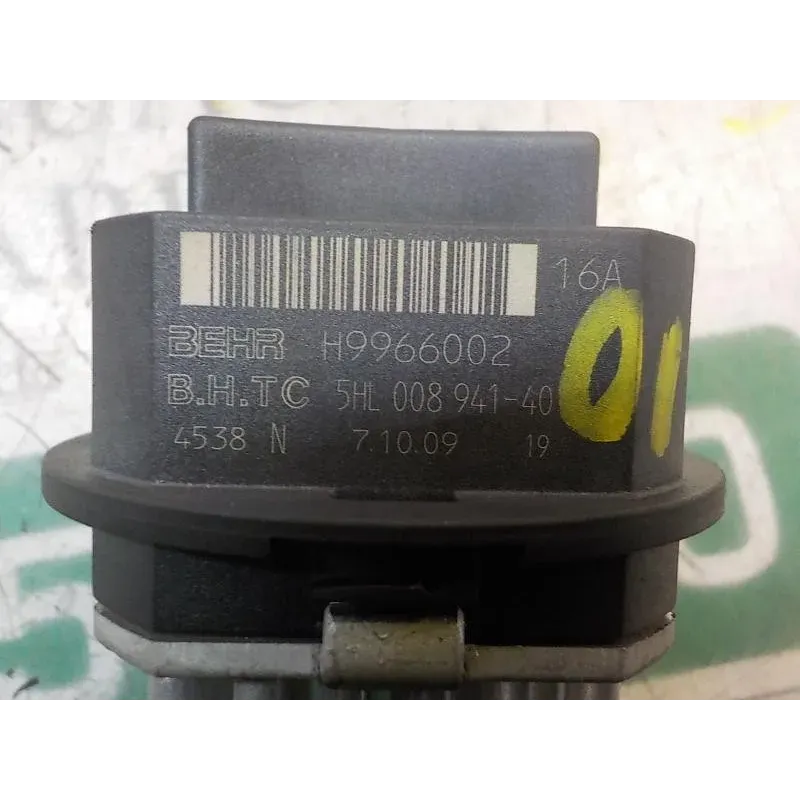 16A
BEHR H9966002
B.H.TC 5HL 008 941-40
4538 N 7.10.09 19